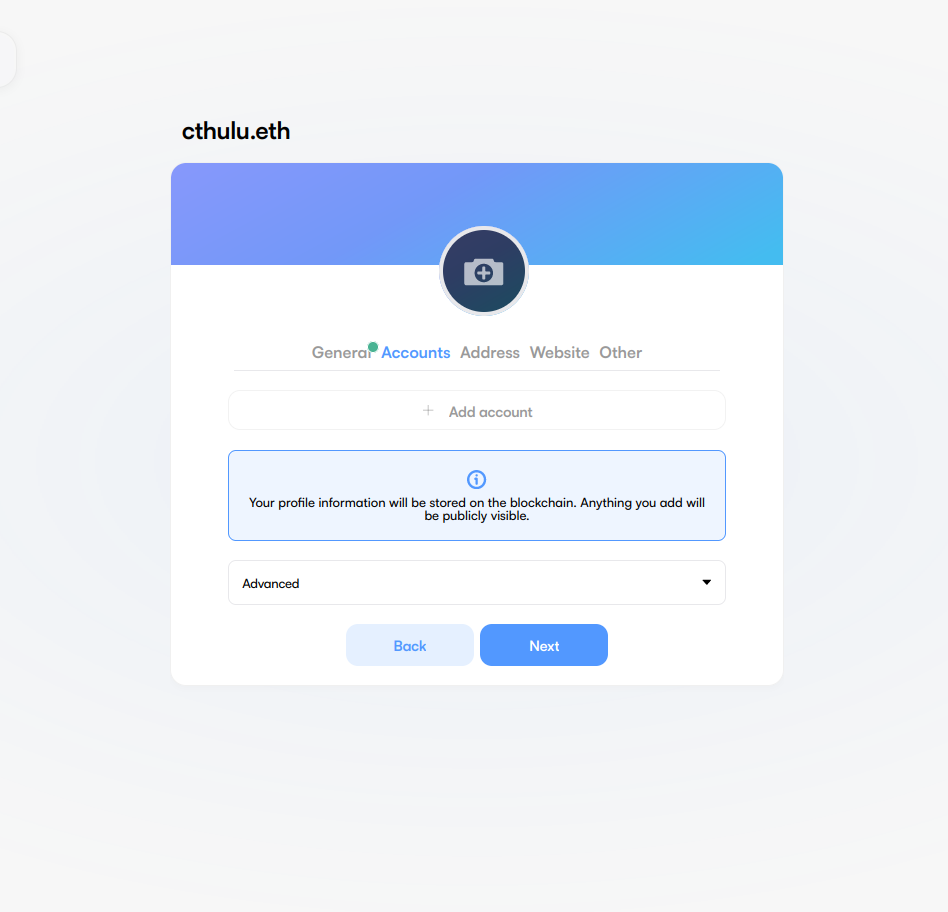 cthulu.eth
General Accounts Address Website Other
+ Add account
Your profile information will be stored on the blockchain. Anything you add will
be publicly visible.
Advanced
Back Next